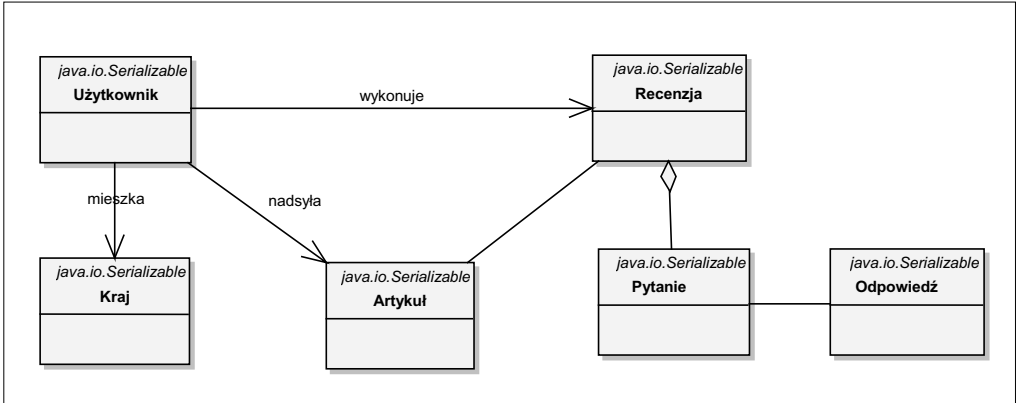 java.io.Serializable
Użytkownik
wykonuje
java.io.Serializable
Recenzja
mieszka
nadsyła
java.io.Serializable
Kraj
java.io.Serializable
Artykuł
java.io.Serializable
Pytanie
java.io.Serializable
Odpowiedź